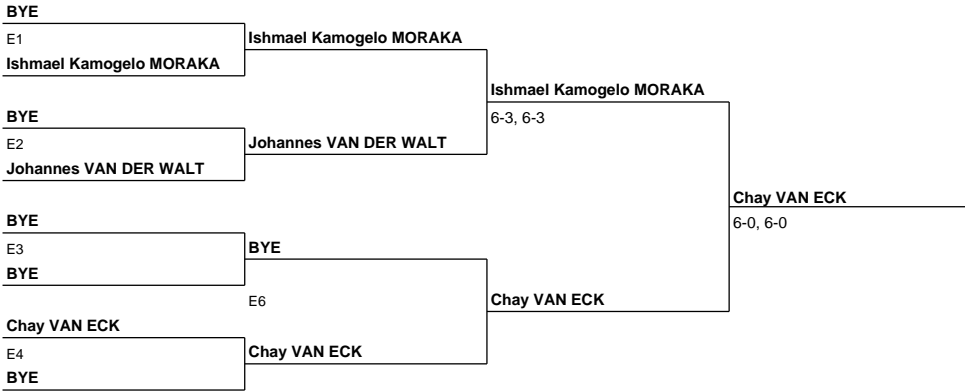 BYE
E1
Ishmael Kamogelo MORAKA
Ishmael Kamogelo MORAKA
BYE
E2
Johannes VAN DER WALT
Johannes VAN DER WALT
Ishmael Kamogelo MORAKA
6-3, 6-3
BYE
E3
BYE
BYE
E6
Chay VAN ECK
E4
BYE
Chay VAN ECK
Chay VAN ECK
Chay VAN ECK
6-0, 6-0